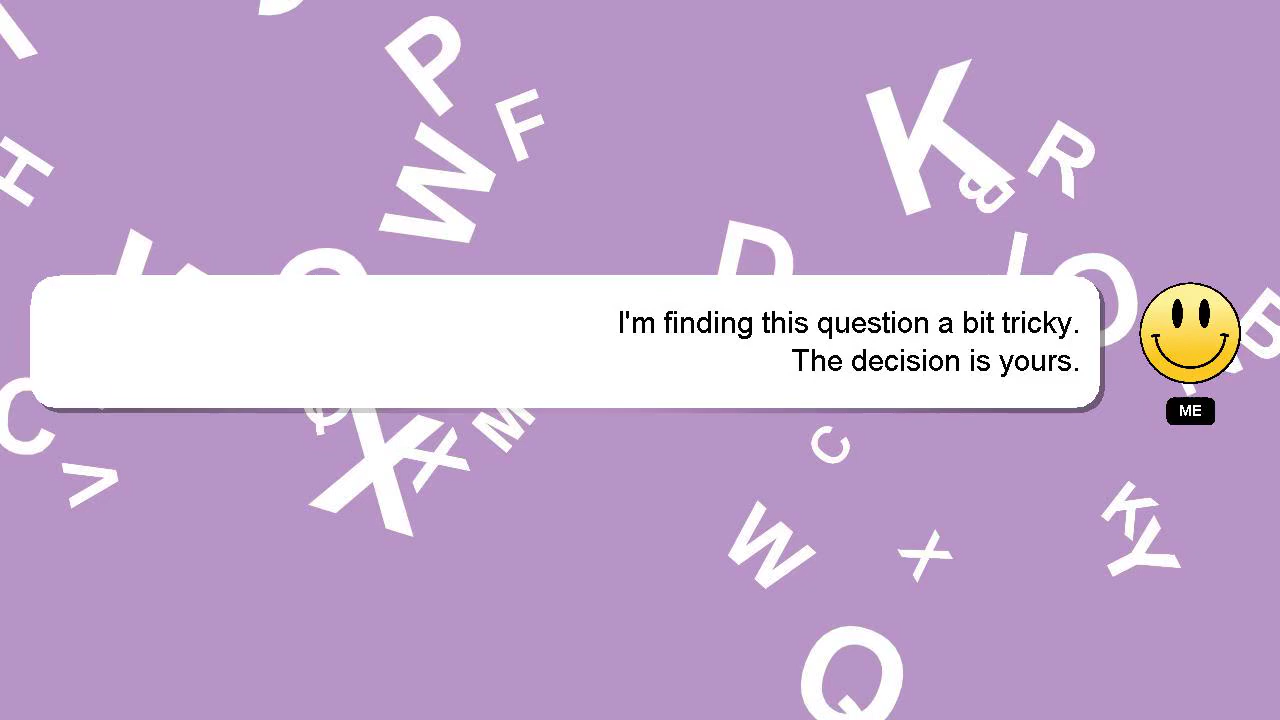 I'm finding this question a bit tricky.
The decision is yours.
ME
P
F
W
K
R
B
H
D
I
O
B
C
V
X
X
M
C
W
X
K
Y
Q